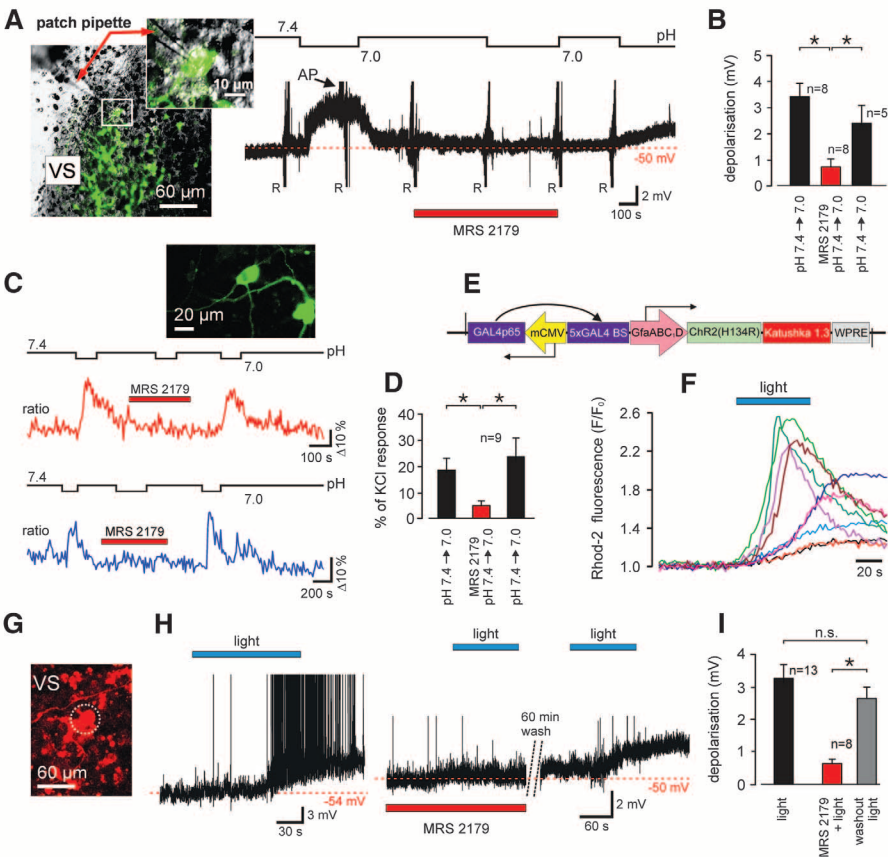 A
patch pipette
10 µm
VS
60 µm
7.4
7.0
7.0
pH
AP
-50 mV
R
R
R
R
R
R
2 mV
100 s
MRS 2179
B
depolarisation (mV)
5
4
3
2
1
0
*
*
n=8
n=8
n=5
pH 7.4 → 7.0
MRS 2179
pH 7.4 → 7.0
pH 7.4 → 7.0
C
20 µm
7.4
pH
7.0
MRS 2179
ratio
Δ10 %
100 s
7.4
pH
7.0
MRS 2179
ratio
Δ10 %
200 s
D
% of KCl response
40
30
20
10
0
*
*
n=9
pH 7.4 → 7.0
MRS 2179
pH 7.4 → 7.0
pH 7.4 → 7.0
E
GAL4p65
mCMV
5xGAL4 BS
GfaABC₁D
ChR2(H134R)
Katushka 1.3
WPRE
F
light
Rhod-2 fluorescence (F/F₀)
2.6
2.2
1.8
1.4
1.0
20 s
G
VS
60 µm
H
light
-54 mV
3 mV
30 s
light
light
60 min
wash
-50 mV
2 mV
60 s
MRS 2179
I
depolarisation (mV)
4
3
2
1
0
n.s.
*
n=13
n=8
light
MRS 2179
+ light
washout
light